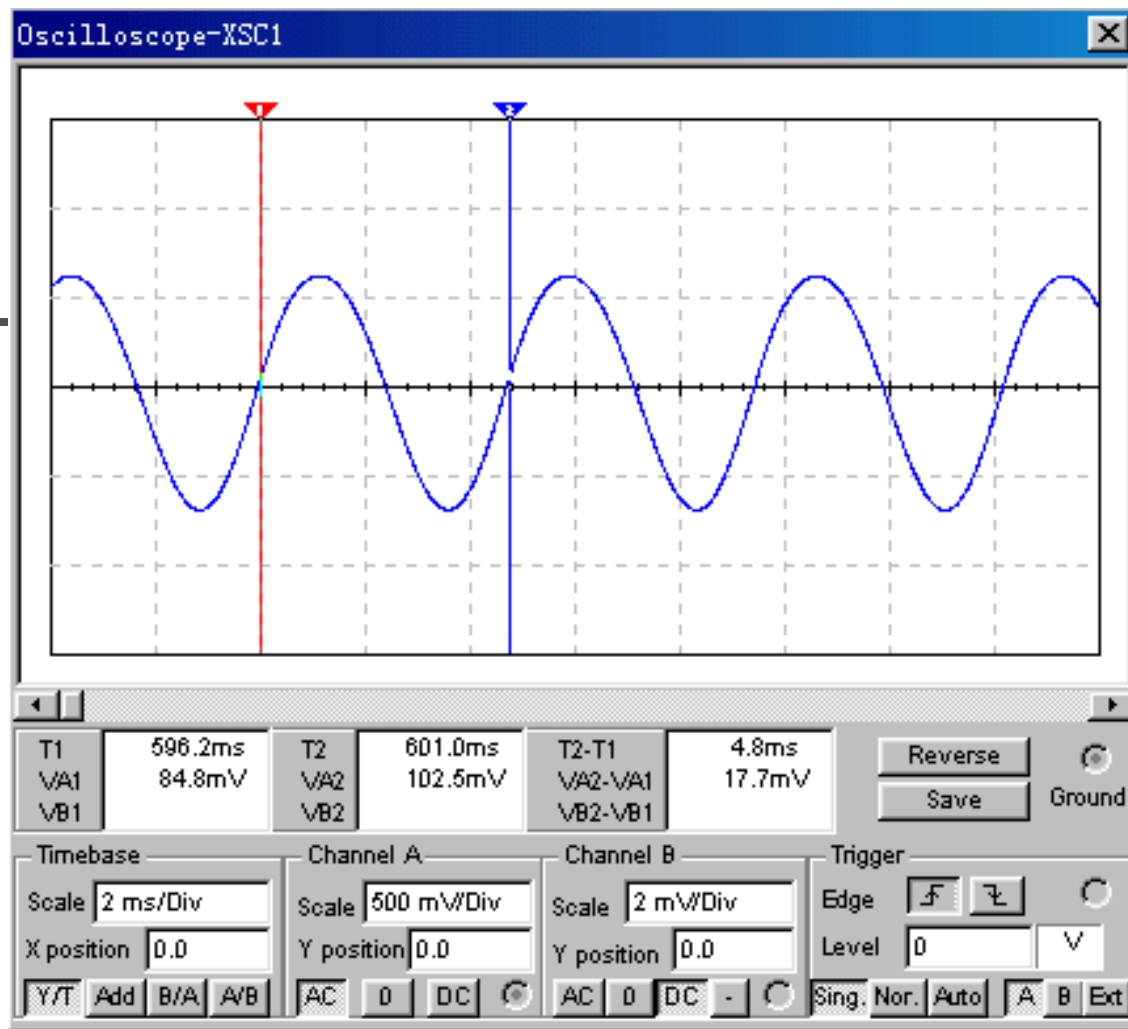 Oscilloscope-XSC1
1 2
T1 596.2ms T2 601.0ms T2-T1 4.8ms Reverse
VA1 84.8mV VA2 102.5mV VA2-VA1 17.7mV
VB1 VB2 VB2-VB1 Save Ground
Timebase Channel A Channel B Trigger
Scale 2 ms/Div Scale 500 mV/Div Scale 2 mV/Div Edge
X position 0.0 Y position 0.0 Y position 0.0 Level 0 V
Y/T Add B/A A/B AC 0 DC AC 0 DC - Sing. Nor. Auto A B Ext